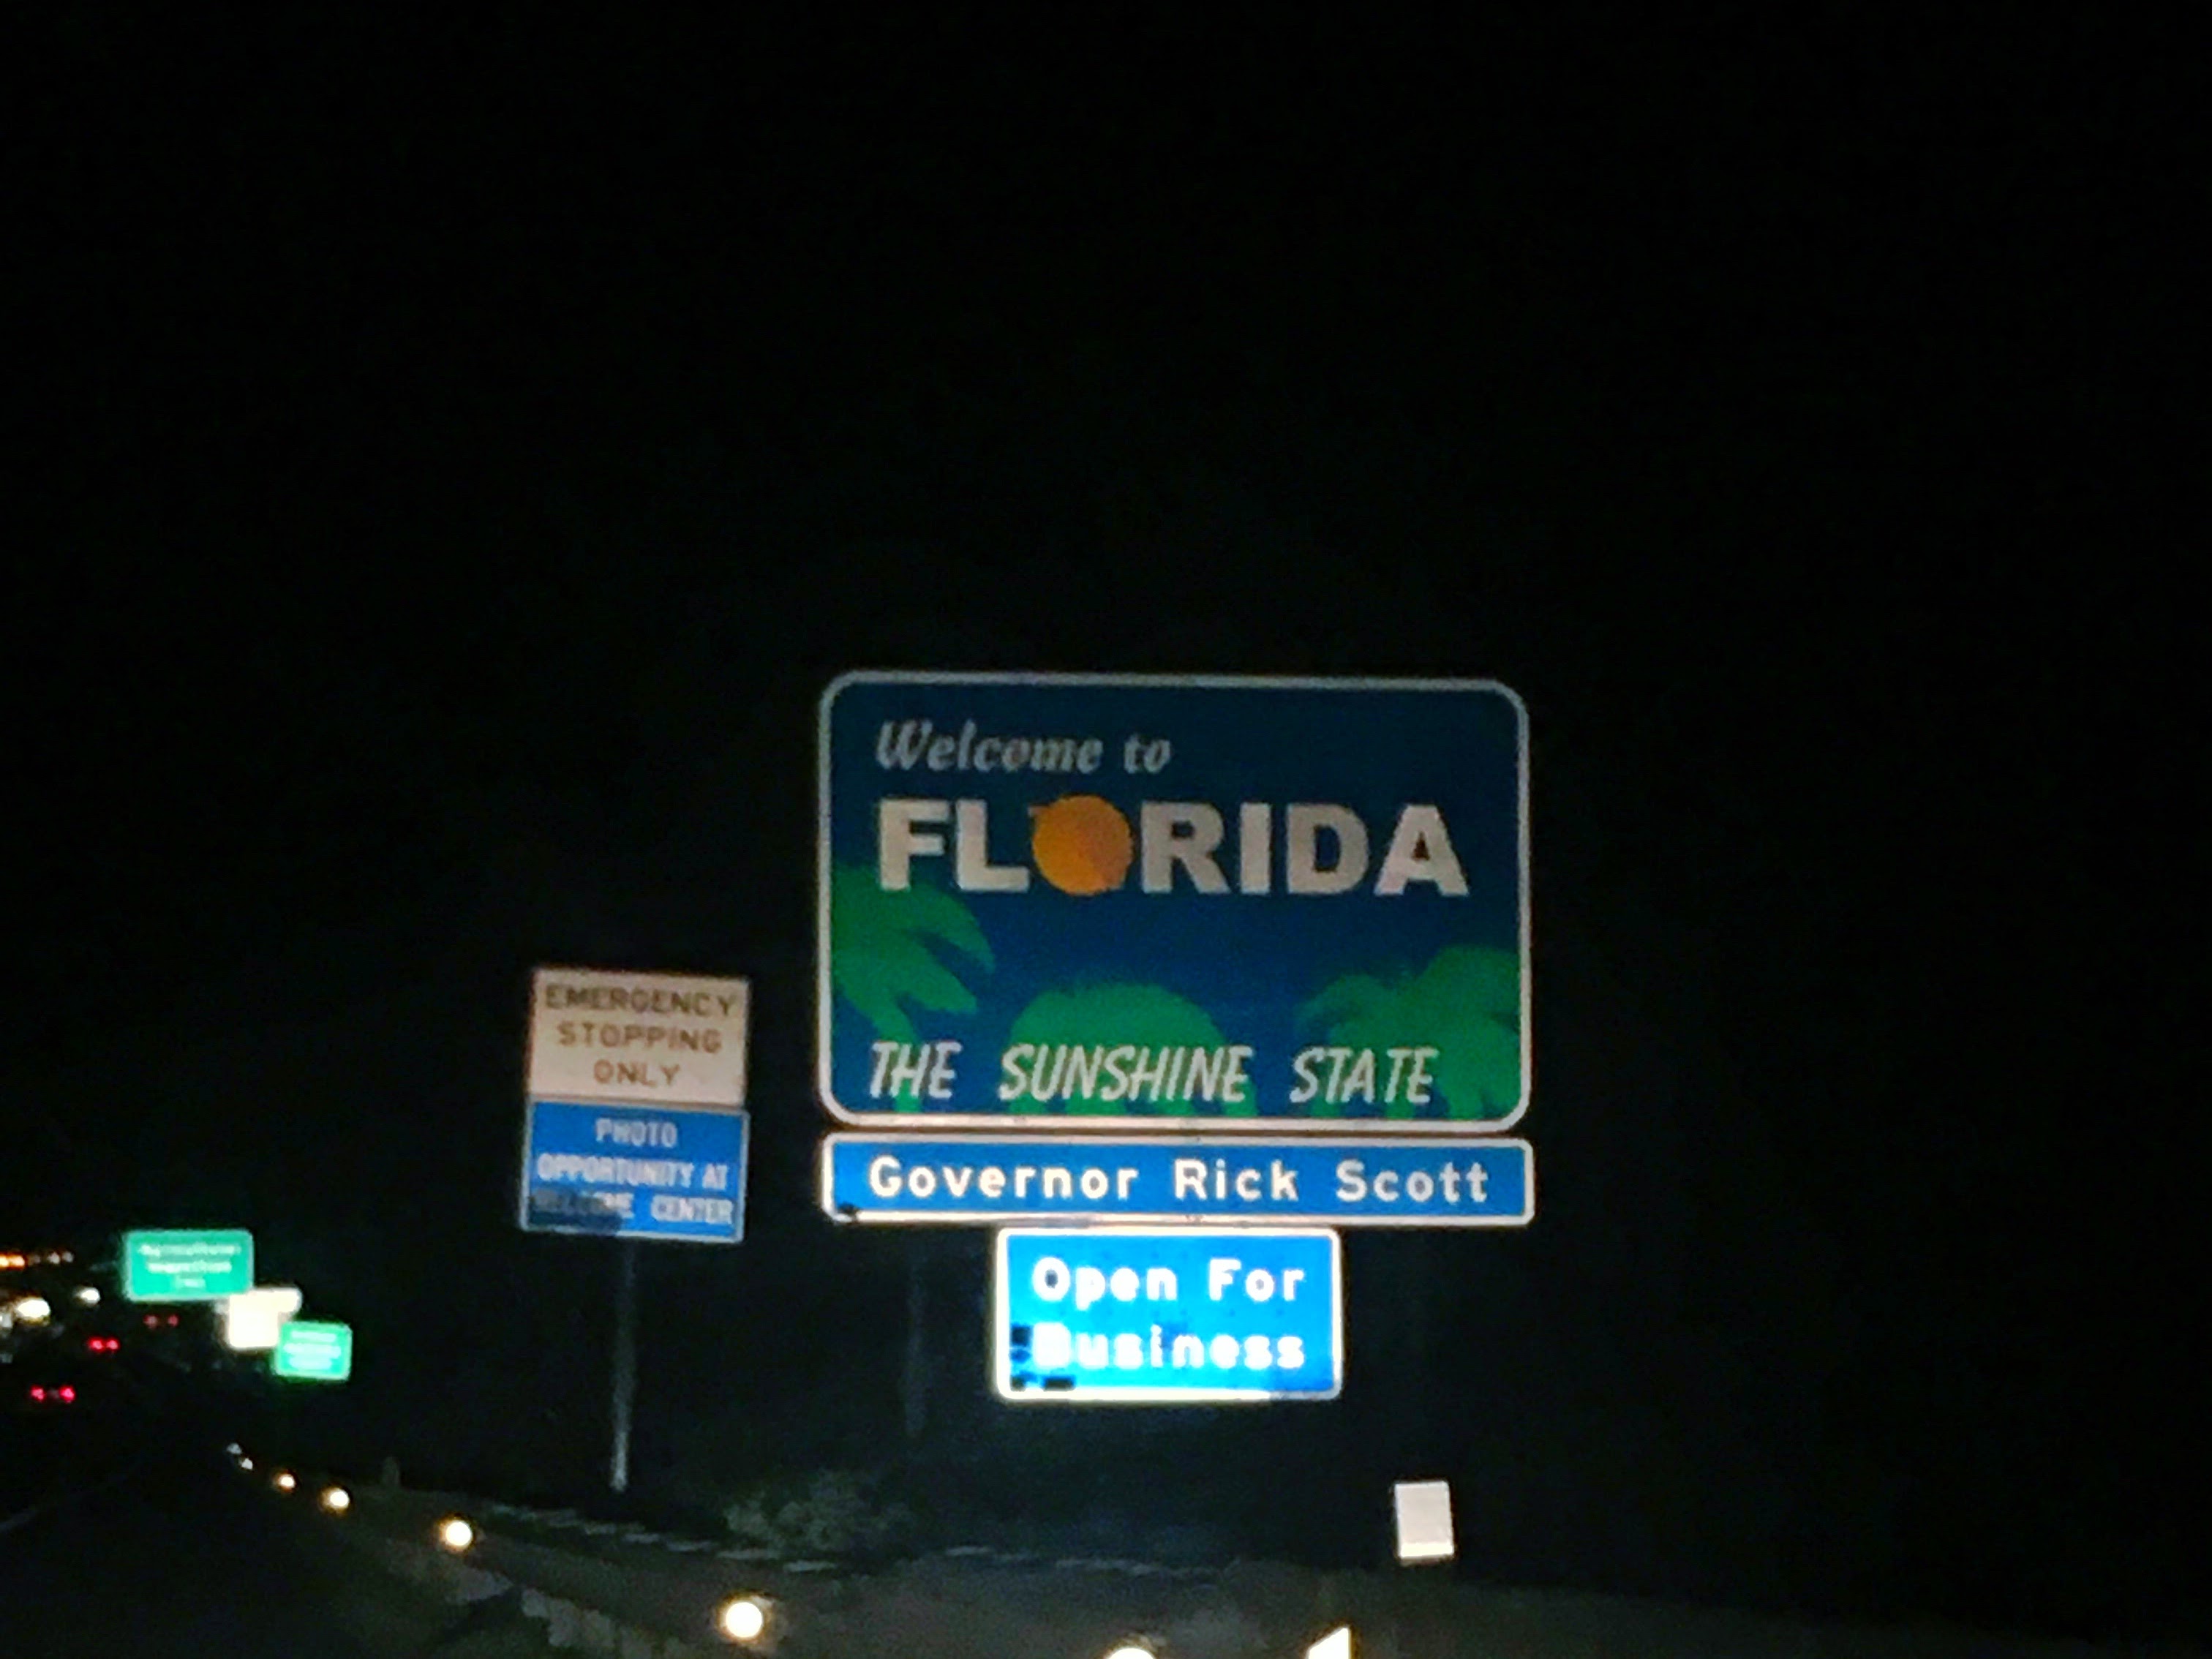 Welcome to
FLORIDA
THE SUNSHINE STATE
Governor Rick Scott
Open For
Business
EMERGENCY
STOPPING
ONLY
PHOTO
OPPORTUNITY AT
WELCOME CENTER